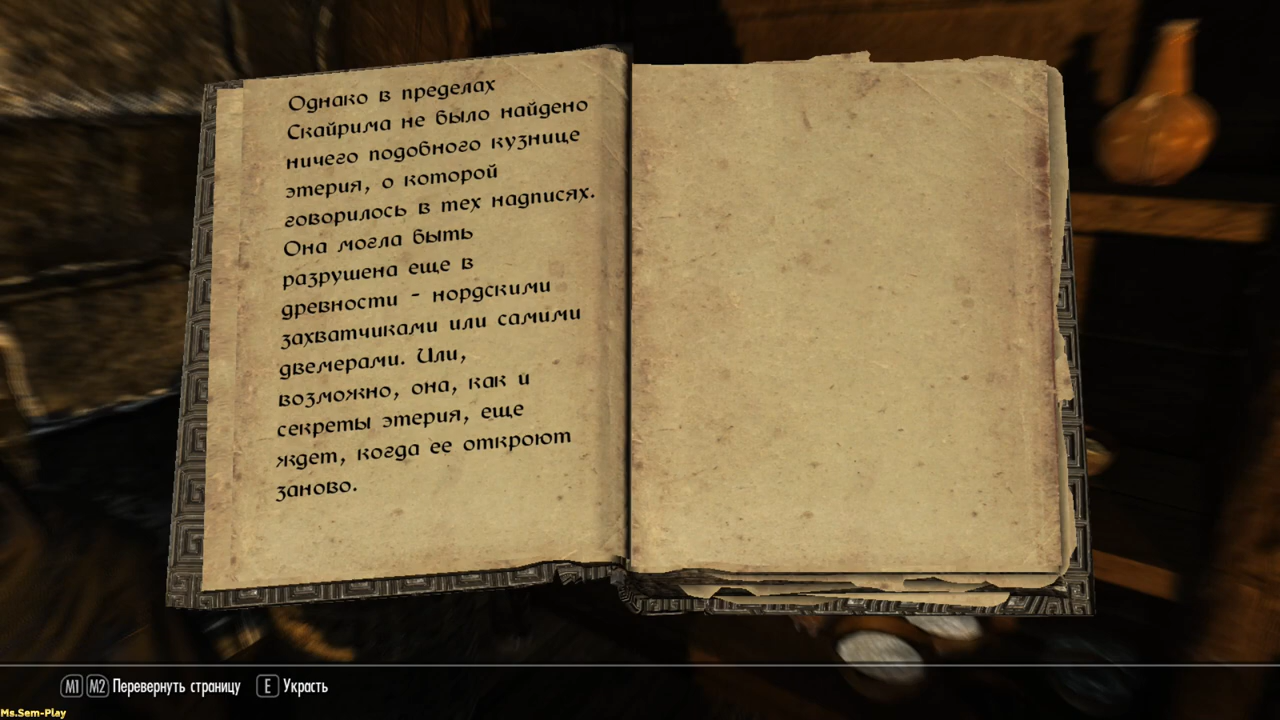 Однако в пределах
Скайрима не было найдено
ничего подобного кузнице
этерия, о которой
говорилось в тех надписях.
Она могла быть
разрушена еще в
древности - нордскими
захватчиками или самими
двемерами. Или,
возможно, она, как и
секреты этерия, еще
ждет, когда ее откроют
заново.
M1 M2 Перевернуть страницу E Украсть
Ms.Sem-Play